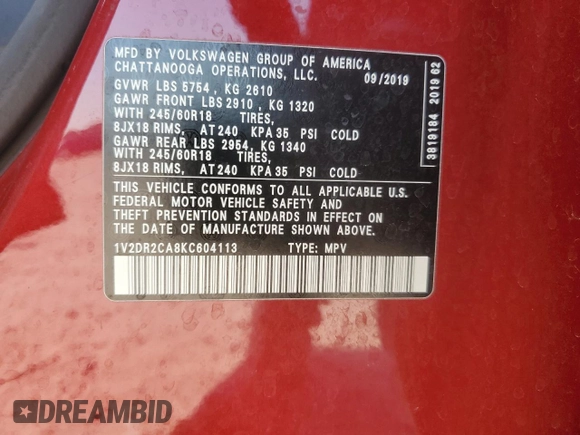 MFD BY VOLKSWAGEN GROUP OF AMERICA
CHATTANOOGA OPERATIONS, LLC. 09/2019
GVWR LBS 5754 , KG 2610
GAWR FRONT LBS 2910 , KG 1320
WITH 245/60R18 TIRES,
8JX18 RIMS, AT 240 KPA 35 PSI COLD
GAWR REAR LBS 2954, KG 1340
WITH 245/60R18 TIRES,
8JX18 RIMS, AT 240 KPA 35 PSI COLD
THIS VEHICLE CONFORMS TO ALL APPLICABLE U.S.
FEDERAL MOTOR VEHICLE SAFETY AND
THEFT PREVENTION STANDARDS IN EFFECT ON
THE DATE OF MANUFACTURE SHOWN ABOVE.
1V2DR2CA8KC604113 TYPE: MPV
3819184 2019 62
DREAMBID